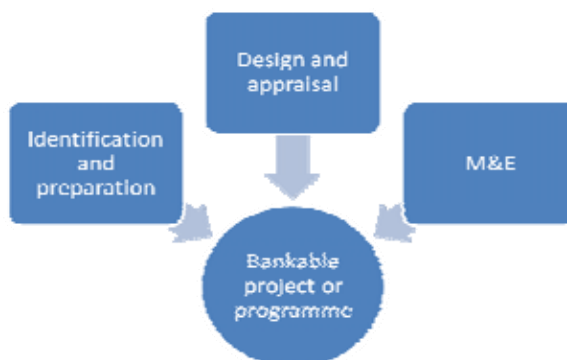 Design and
appraisal
Identification
and
preparation
M&E
Bankable
project or
programme